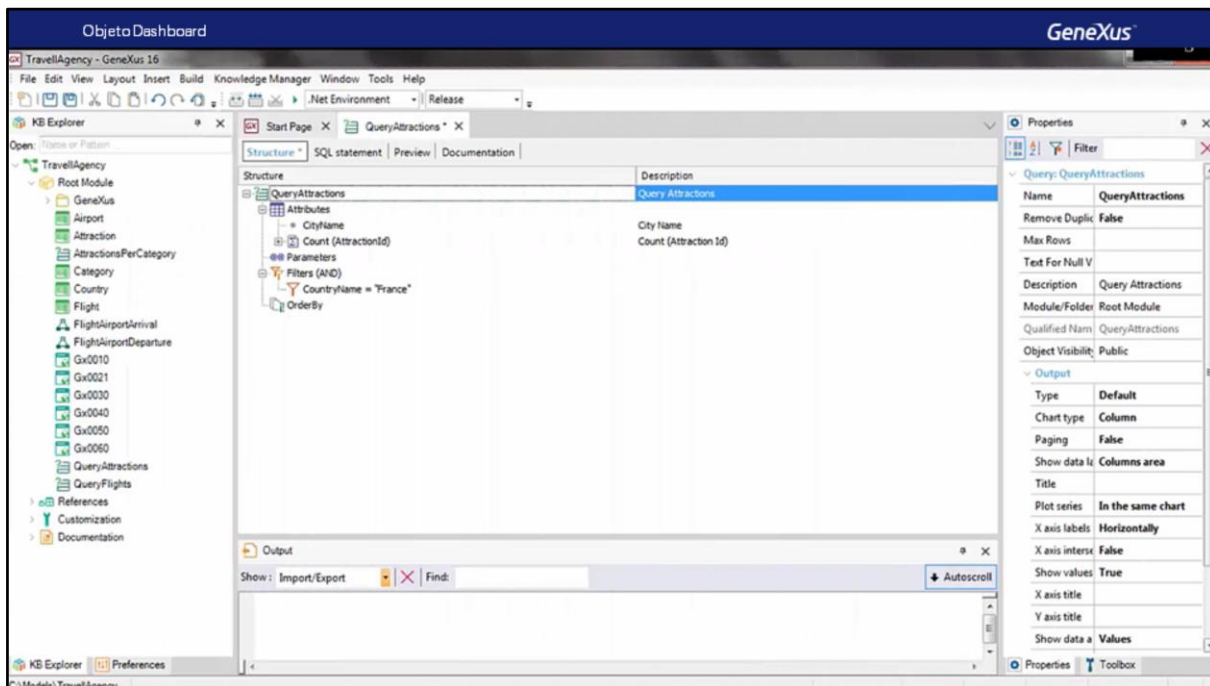 Objeto Dashboard
GeneXus
TravellAgency - GeneXus 16
File Edit View Layout Insert Build Knowledge Manager Window Tools Help
.Net Environment Release
KB Explorer
Open: Name or Pattern
TravellAgency
Root Module
GeneXus
Airport
Attraction
AttractionsPerCategory
Category
Country
Flight
FlightAirportArrival
FlightAirportDeparture
Gx0010
Gx0021
Gx0030
Gx0040
Gx0050
Gx0060
QueryAttractions
QueryFlights
References
Customization
Documentation
KB Explorer Preferences
Start Page QueryAttractions *
Structure * SQL statement Preview Documentation
Structure Description
QueryAttractions Query Attractions
Attributes
CityName City Name
Count (AttractionId) Count (Attraction Id)
Parameters
Filters (AND)
CountryName = "France"
OrderBy
Output
Show: Import/Export Find: Autoscroll
Properties
Filter
Query: QueryAttractions
Name QueryAttractions
Remove Duplic False
Max Rows
Text For Null V
Description Query Attractions
Module/Folder Root Module
Qualified Nam QueryAttractions
Object Visibility Public
Output
Type Default
Chart type Column
Paging False
Show data la Columns area
Title
Plot series In the same chart
X axis labels Horizontally
X axis interse False
Show values True
X axis title
Y axis title
Show data a Values
Properties Toolbox
C:\Models\TravellAgency